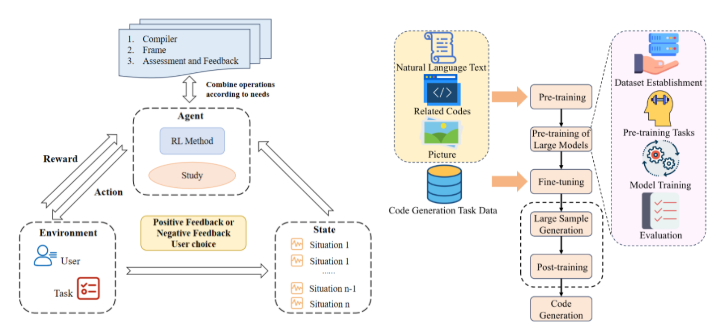 1. Compiler
2. Frame
3. Assessment and Feedback
Combine operations
according to needs
Agent
RL Method
Study
Reward
Action
Environment
User
Task
Positive Feedback or
Negative Feedback
User choice
State
Situation 1
Situation 1
......
Situation n-1
Situation n
Natural Language Text
Related Codes
Picture
Code Generation Task Data
Pre-training
Pre-training of
Large Models
Fine-tuning
Large Sample
Generation
Post-training
Code
Generation
Dataset Establishment
Pre-training Tasks
Model Training
Evaluation